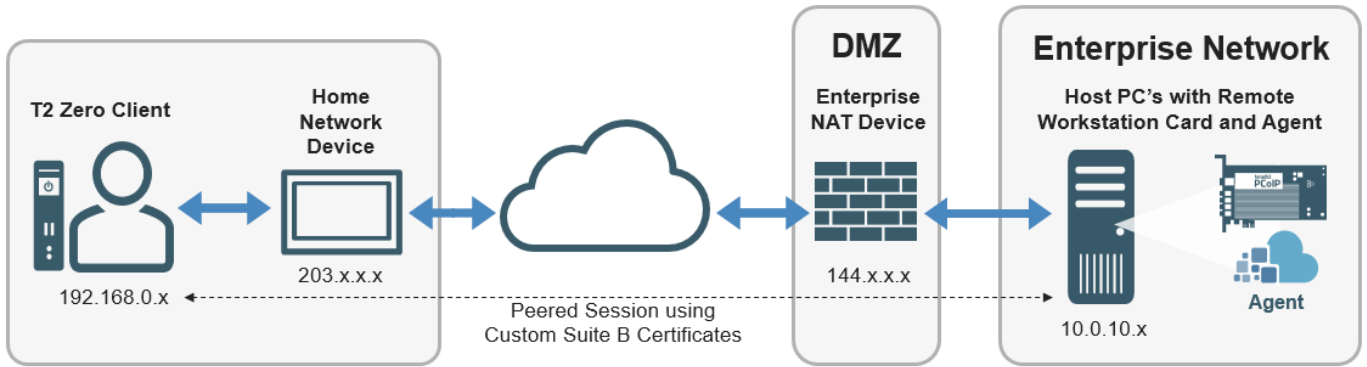 T2 Zero Client
192.168.0.x
Home
Network
Device
203.x.x.x
Peered Session using
Custom Suite B Certificates
DMZ
Enterprise
NAT Device
144.x.x.x
Enterprise Network
Host PC's with Remote
Workstation Card and Agent
10.0.10.x
PCoIP
Agent